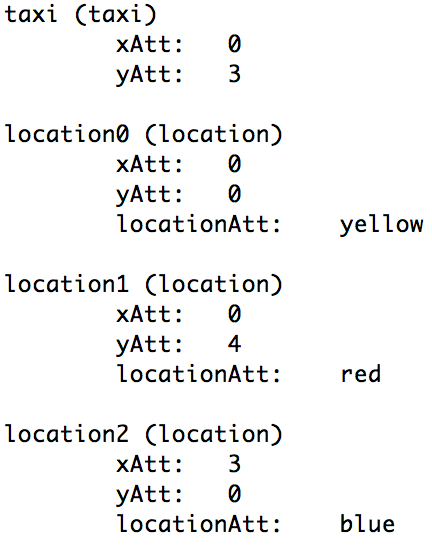 taxi (taxi)
xAtt: 0
yAtt: 3
location0 (location)
xAtt: 0
yAtt: 0
locationAtt: yellow
location1 (location)
xAtt: 0
yAtt: 4
locationAtt: red
location2 (location)
xAtt: 3
yAtt: 0
locationAtt: blue